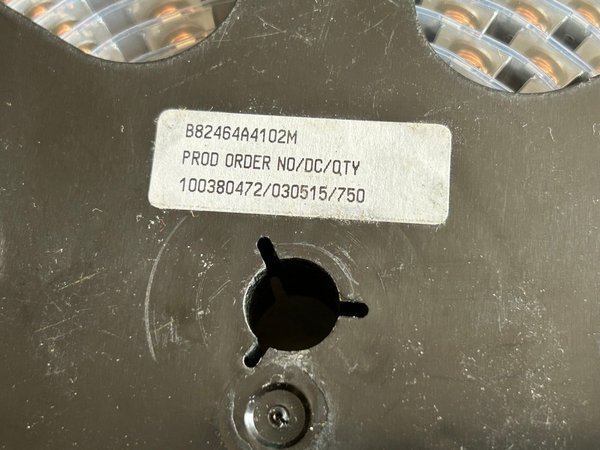 B82464A4102M
PROD ORDER NO/DC/QTY
100380472/030515/750